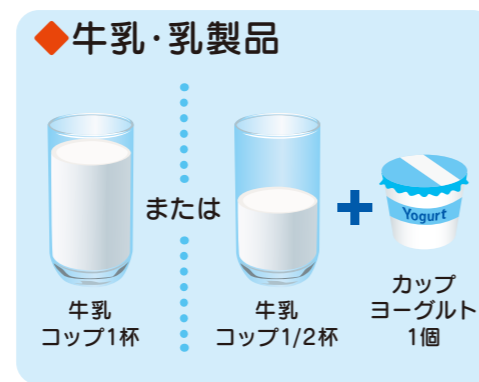 ◆牛乳・乳製品
または
Yogurt
牛乳
コップ1杯
牛乳
コップ1/2杯
カップ
ヨーグルト
1個